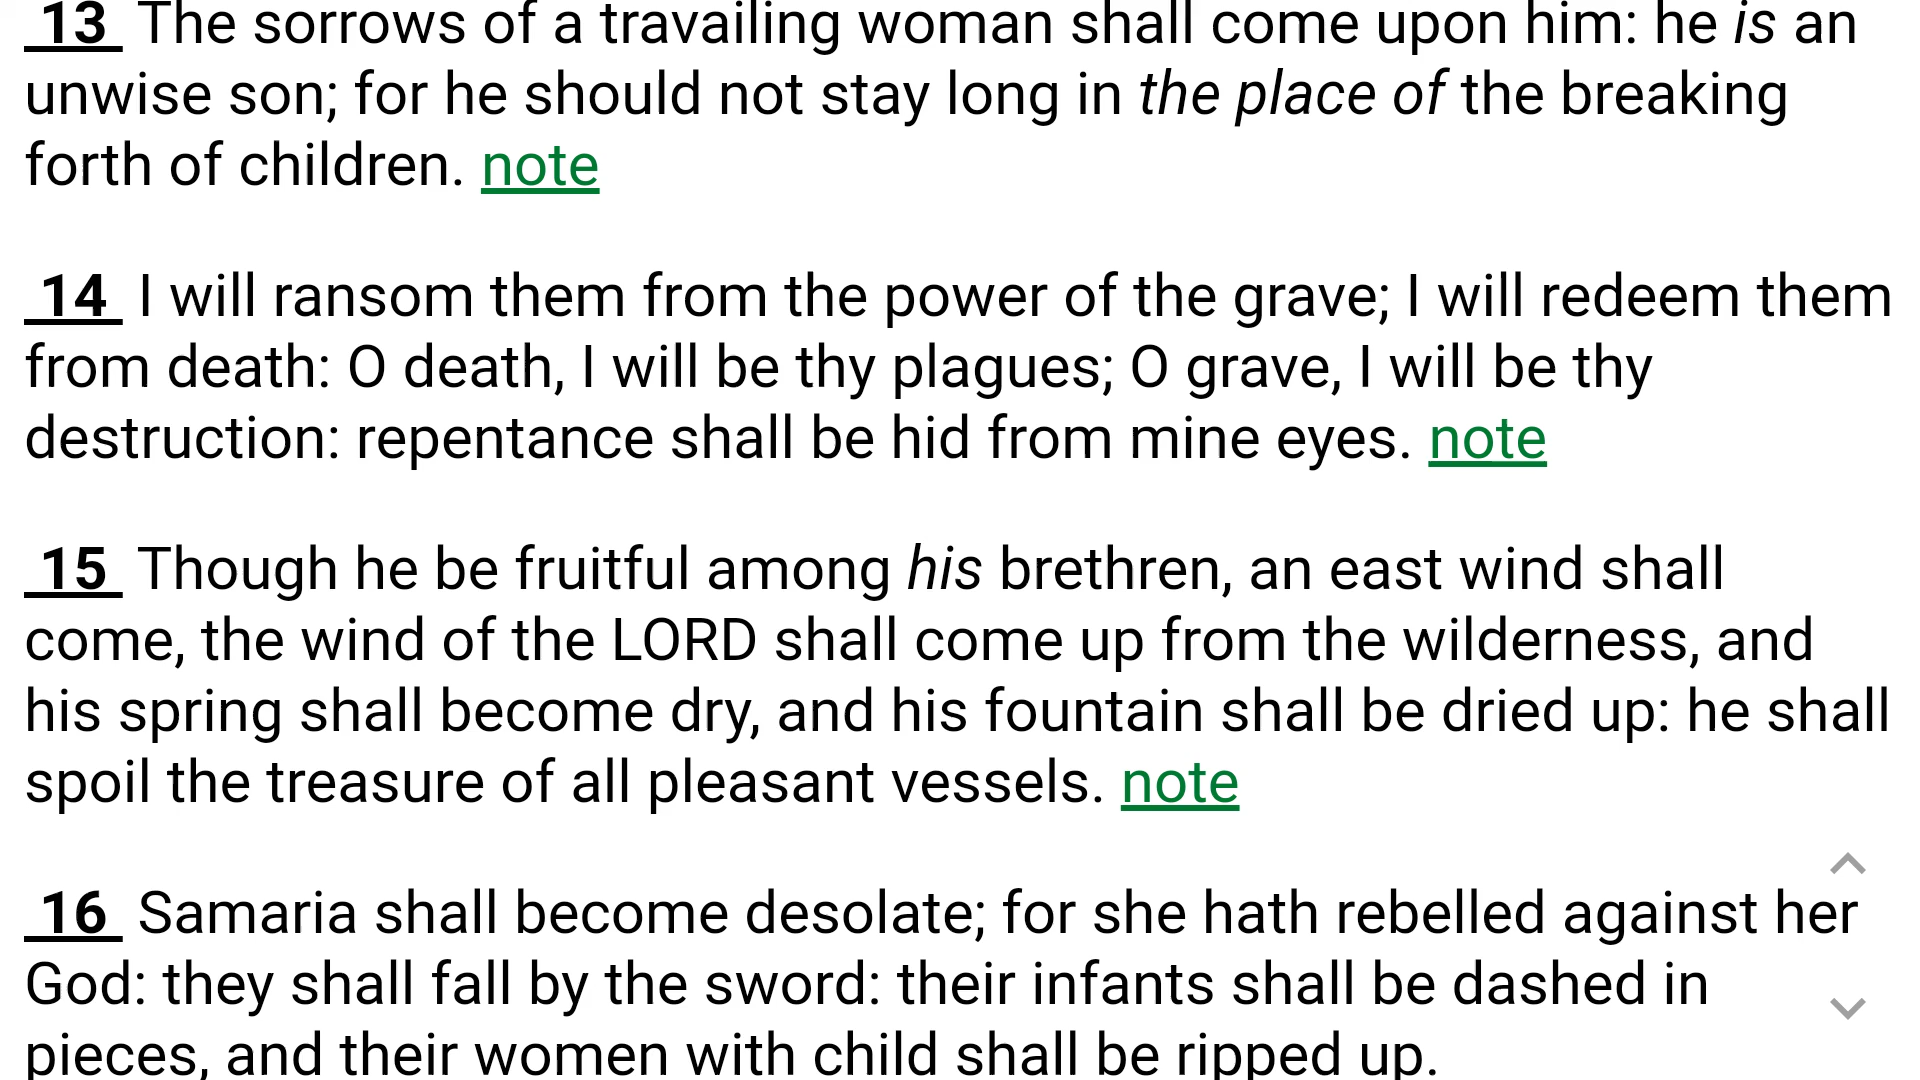 13 The sorrows of a travailing woman shall come upon him: he is an
unwise son; for he should not stay long in the place of the breaking
forth of children. note
14 I will ransom them from the power of the grave; I will redeem them
from death: O death, I will be thy plagues; O grave, I will be thy
destruction: repentance shall be hid from mine eyes. note
15 Though he be fruitful among his brethren, an east wind shall
come, the wind of the LORD shall come up from the wilderness, and
his spring shall become dry, and his fountain shall be dried up: he shall
spoil the treasure of all pleasant vessels. note
16 Samaria shall become desolate; for she hath rebelled against her
God: they shall fall by the sword: their infants shall be dashed in
pieces, and their women with child shall be ripped up.